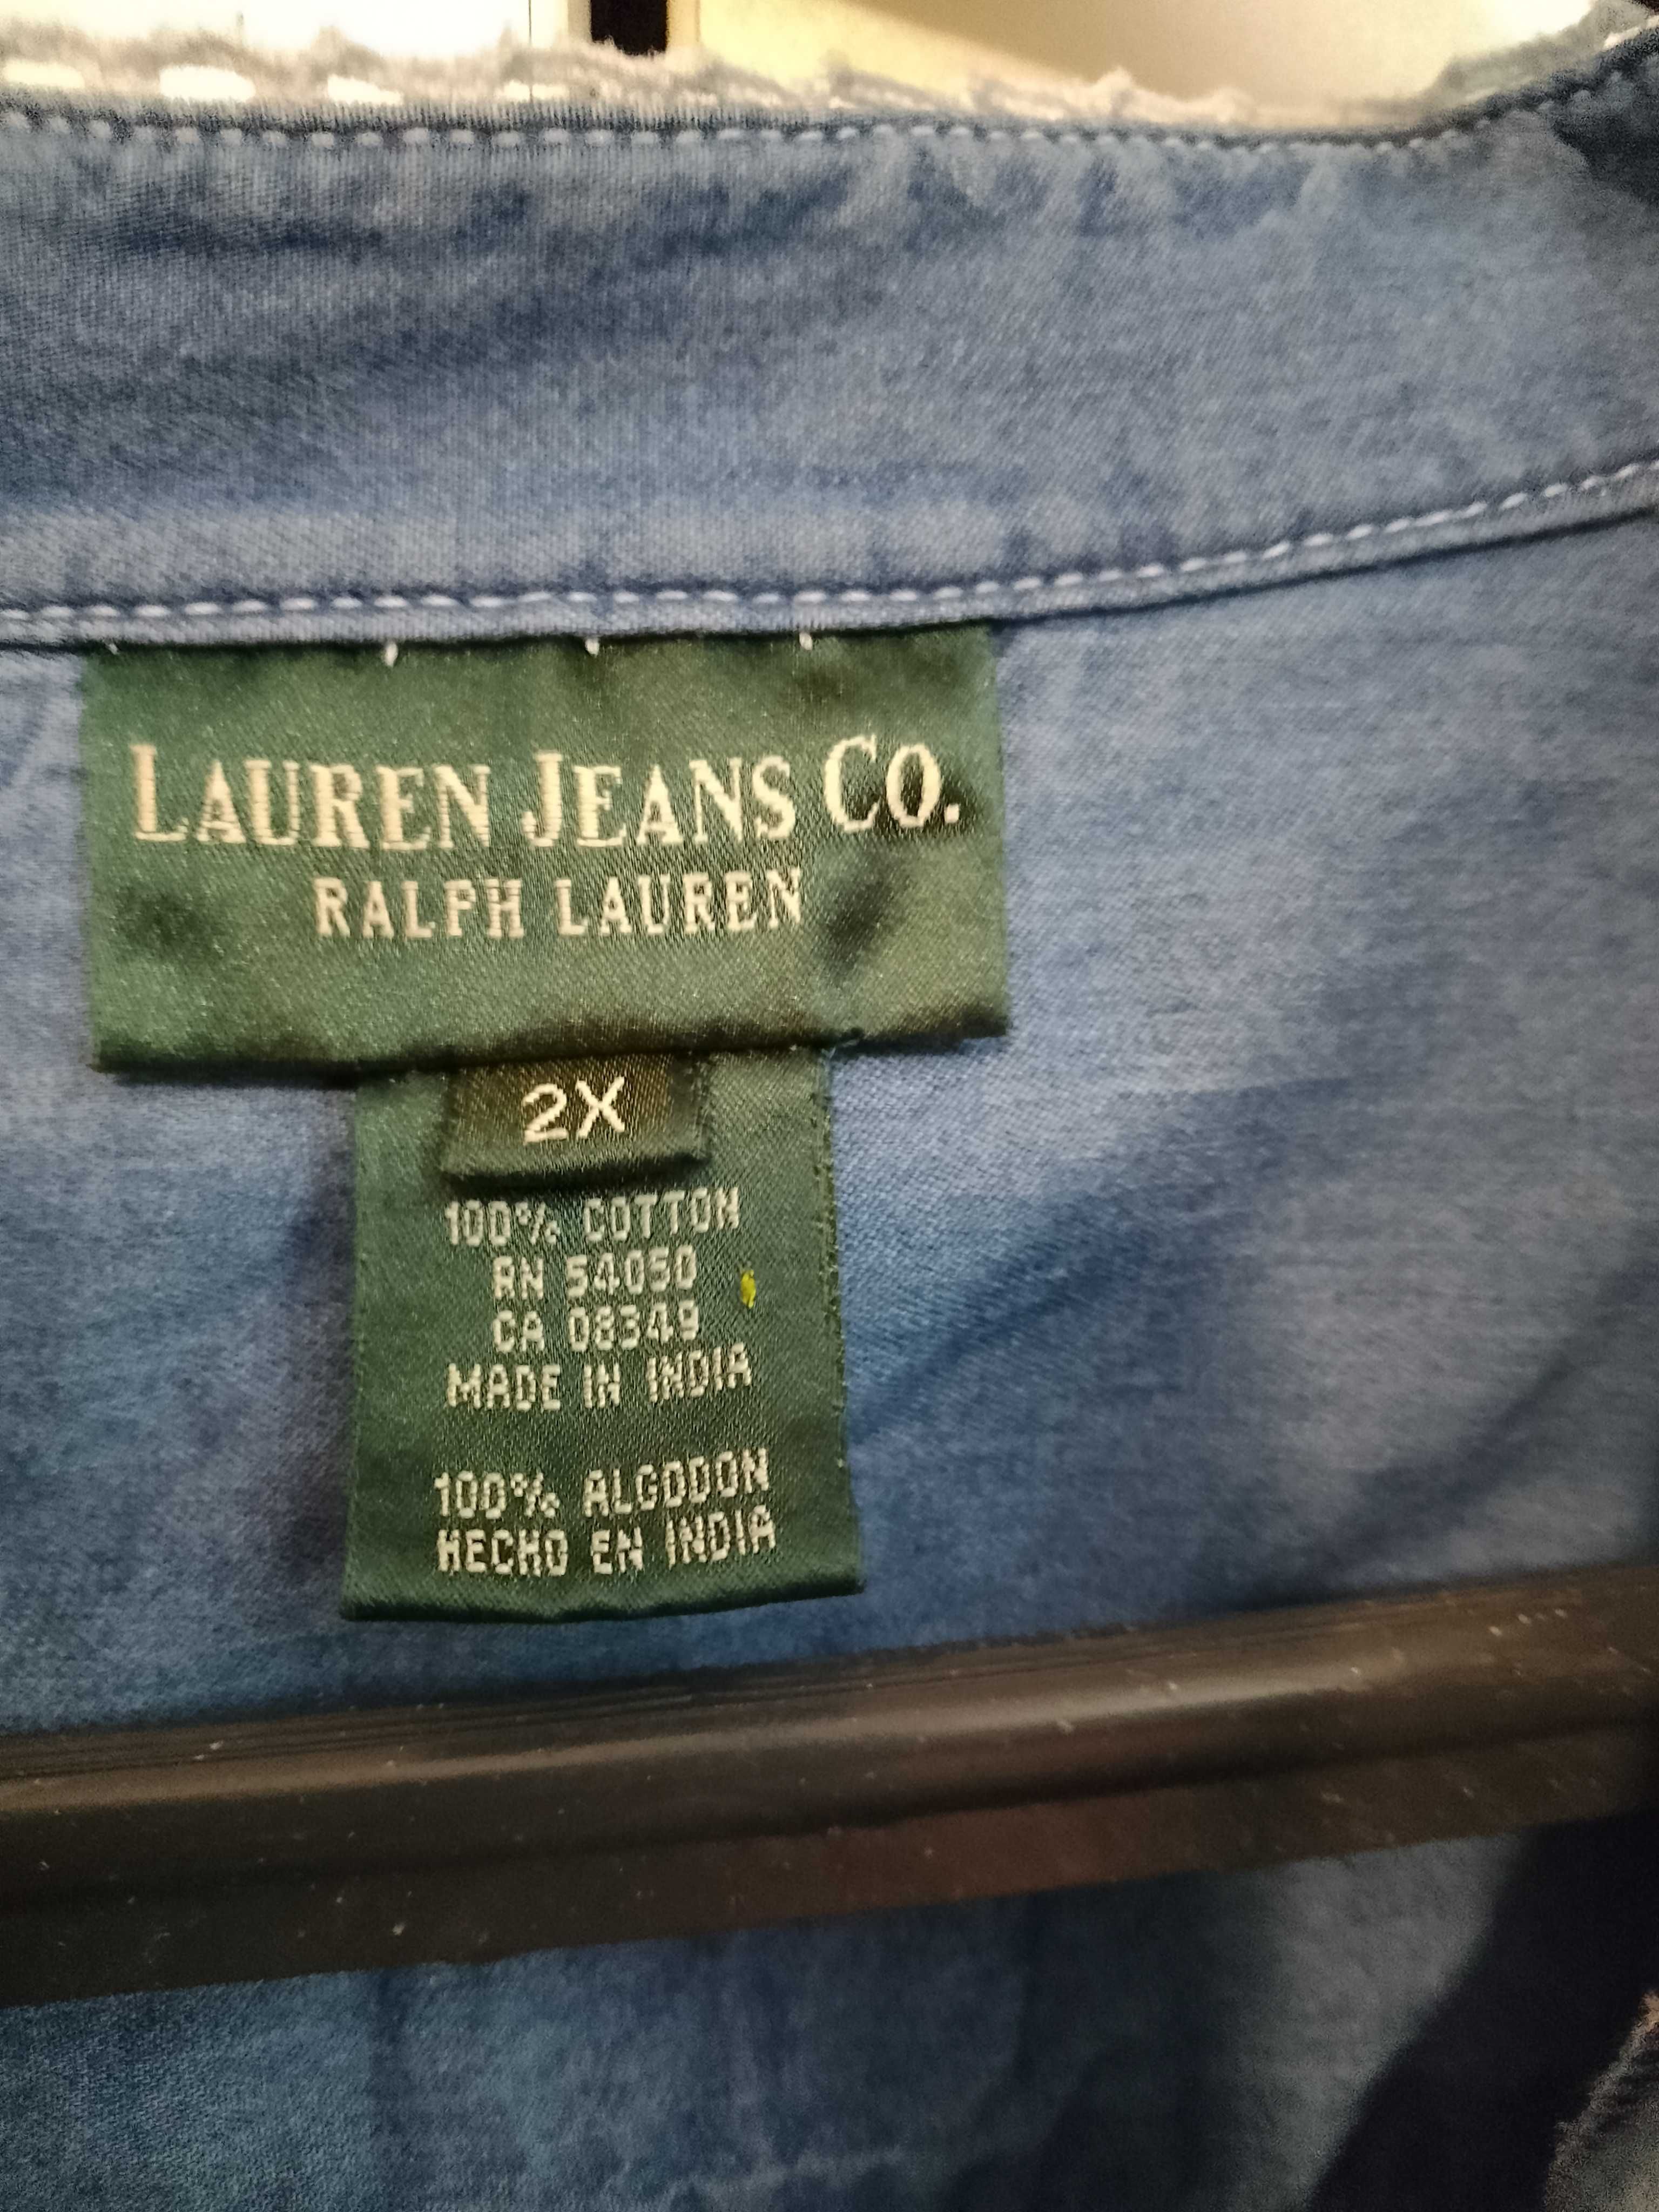 LAUREN JEANS CO.
RALPH LAUREN
2X
100% COTTON
RN 54050
CA 08349
MADE IN INDIA
100% ALGODON
HECHO EN INDIA